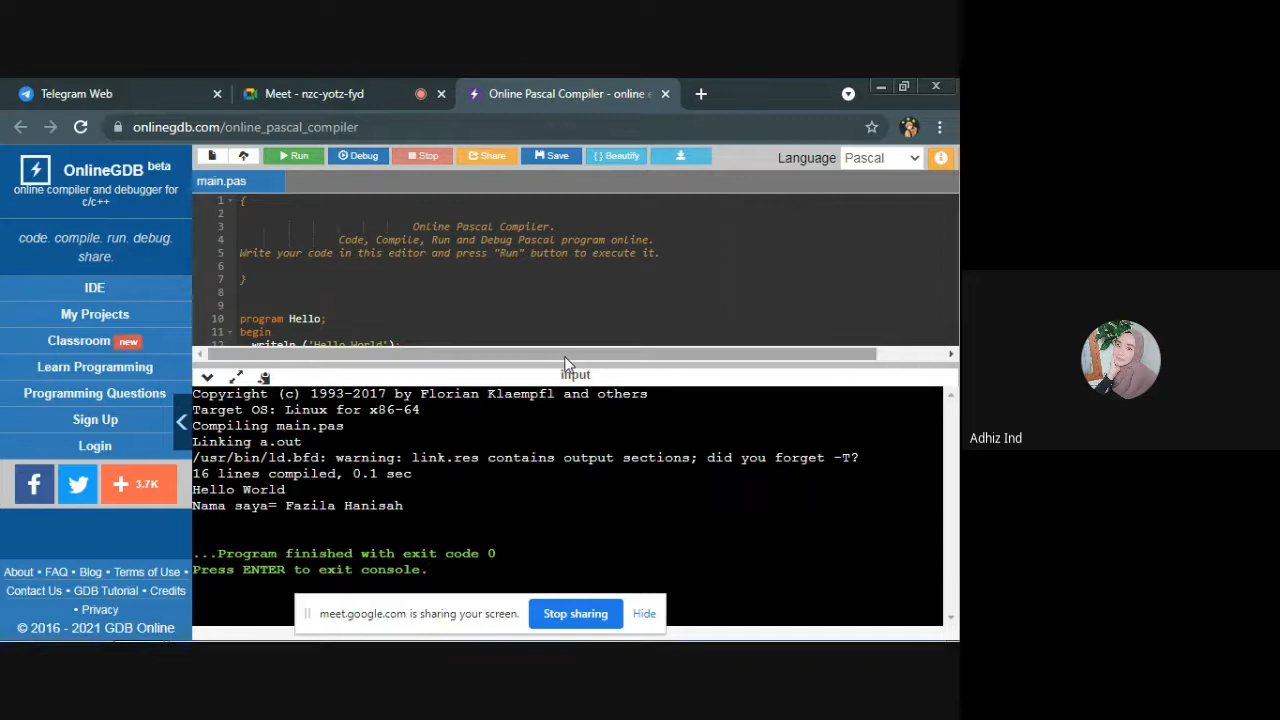 Telegram Web
Meet - nzc-yotz-fyd
Online Pascal Compiler - online e
onlinegdb.com/online_pascal_compiler
OnlineGDB beta
online compiler and debugger for
c/c++
code. compile. run. debug.
share.
IDE
My Projects
Classroom new
Learn Programming
Programming Questions
Sign Up
Login
3.7K
About • FAQ • Blog • Terms of Use •
Contact Us • GDB Tutorial • Credits
• Privacy
© 2016 - 2021 GDB Online
Run
Debug
Stop
Share
Save
{ } Beautify
Language
Pascal
main.pas
1 {
2
3 Online Pascal Compiler.
4 Code, Compile, Run and Debug Pascal program online.
5 Write your code in this editor and press "Run" button to execute it.
6
7 }
8
9
10 program Hello;
11 begin
12 writeln ('Hello World');
input
Copyright (c) 1993-2017 by Florian Klaempfl and others
Target OS: Linux for x86-64
Compiling main.pas
Linking a.out
/usr/bin/ld.bfd: warning: link.res contains output sections; did you forget -T?
16 lines compiled, 0.1 sec
Hello World
Nama saya= Fazila Hanisah
...Program finished with exit code 0
Press ENTER to exit console.
meet.google.com is sharing your screen.
Stop sharing
Hide
Adhiz Ind